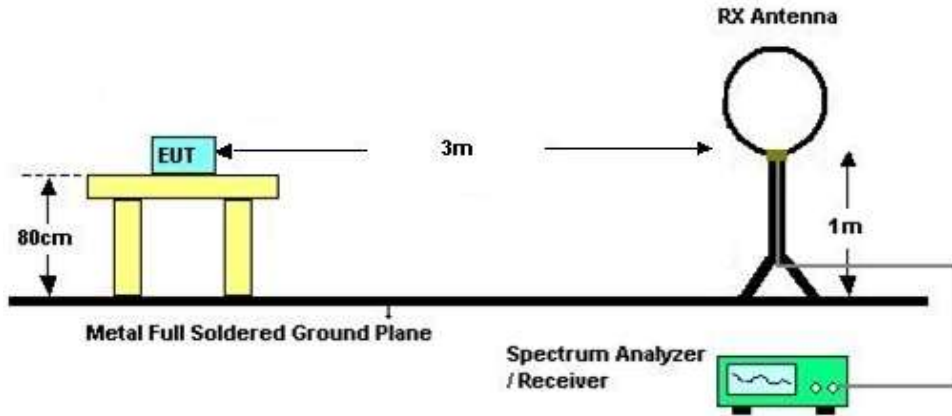 RX Antenna
EUT
3m
80cm
1m
Metal Full Soldered Ground Plane
Spectrum Analyzer
/ Receiver